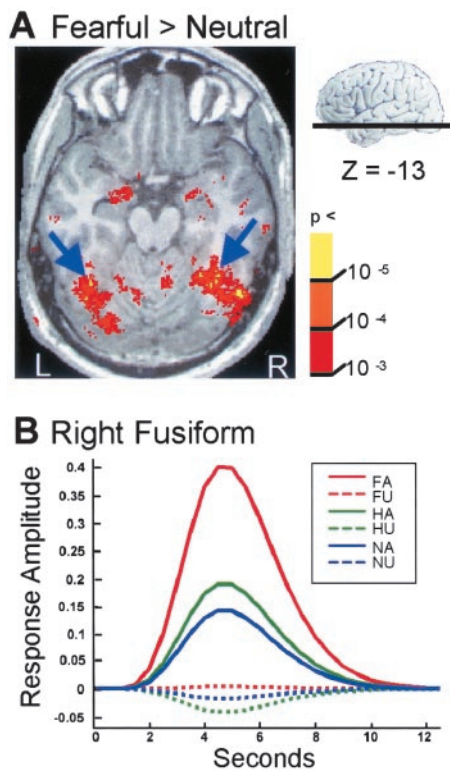 A Fearful > Neutral
Z = -13
p <
10 -5
10 -4
10 -3
L
R
B Right Fusiform
Response Amplitude
0.4
0.35
0.3
0.25
0.2
0.15
0.1
0.05
0
-0.05
FA
FU
HA
HU
NA
NU
0 2 4 6 8 10 12
Seconds